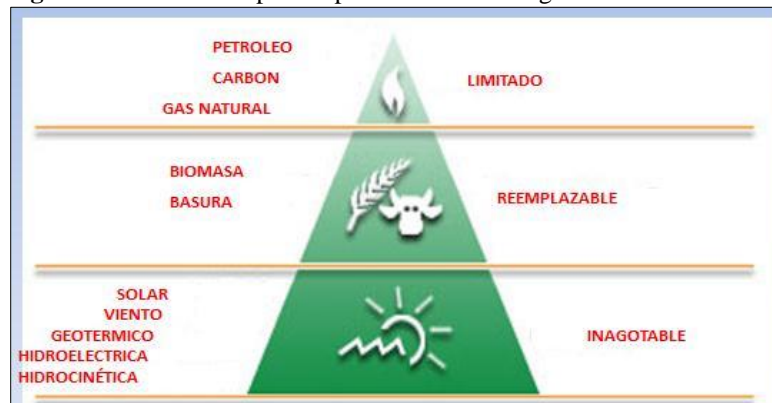 PETROLEO
CARBON
LIMITADO
GAS NATURAL
BIOMASA
BASURA
REEMPLAZABLE
SOLAR
VIENTO
GEOTERMICO
INAGOTABLE
HIDROELECTRICA
HIDROCINÉTICA